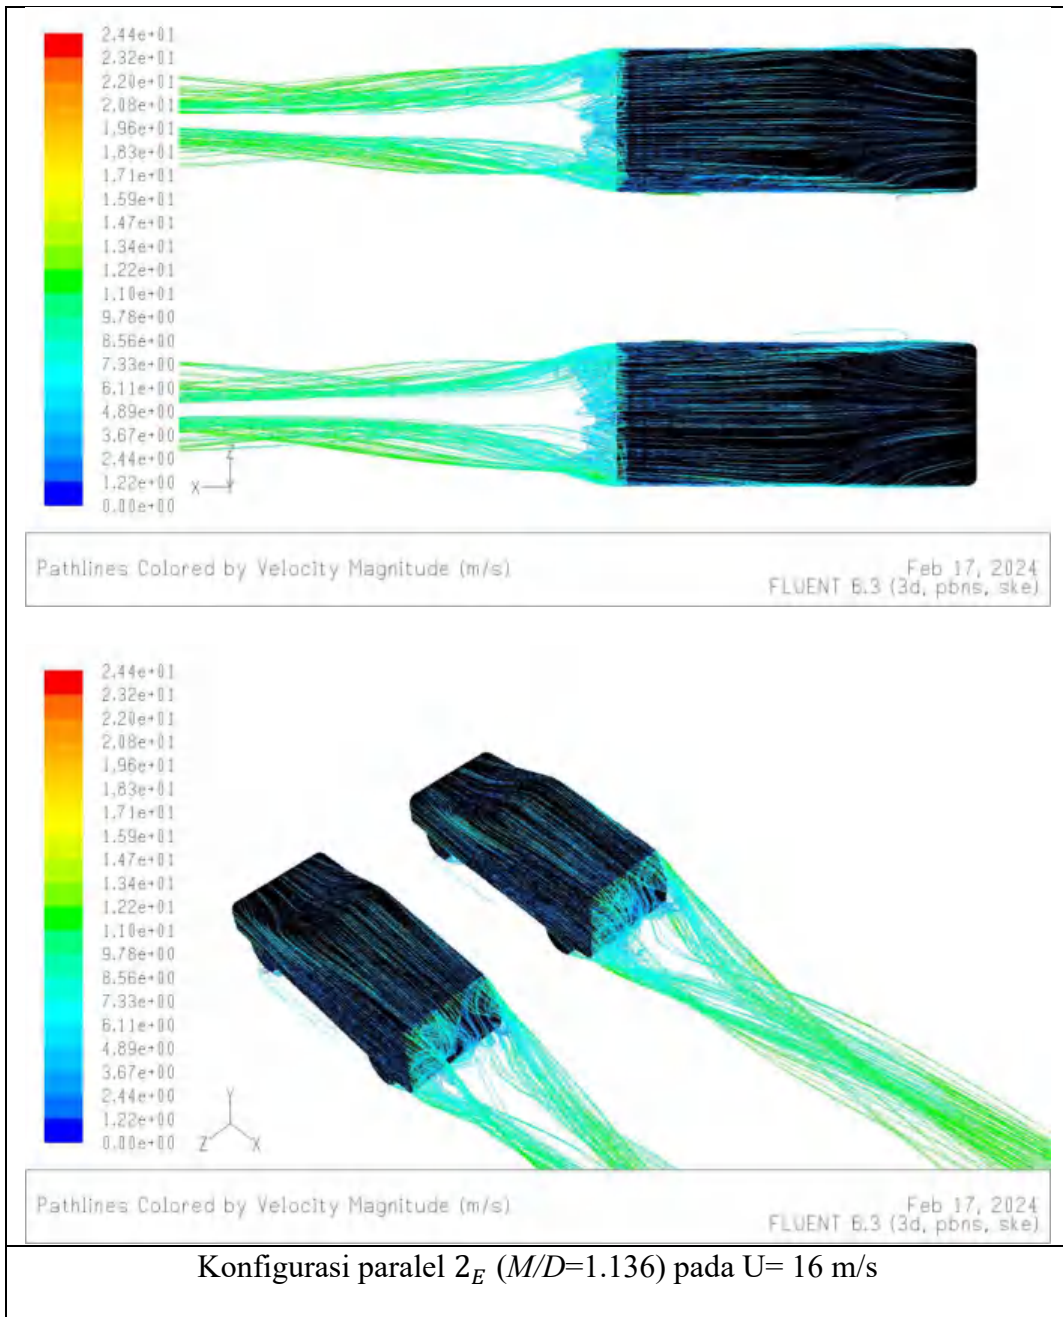 2.44e+01
2.32e+01
2.20e+01
2.08e+01
1.96e+01
1.83e+01
1.71e+01
1.59e+01
1.47e+01
1.34e+01
1.22e+01
1.10e+01
9.78e+00
8.56e+00
7.33e+00
6.11e+00
4.89e+00
3.67e+00
2.44e+00
1.22e+00
0.00e+00
Z
X
Y
Pathlines Colored by Velocity Magnitude (m/s)
Feb 17, 2024
FLUENT 6.3 (3d, pbns, ske)
2.44e+01
2.32e+01
2.20e+01
2.08e+01
1.96e+01
1.83e+01
1.71e+01
1.59e+01
1.47e+01
1.34e+01
1.22e+01
1.10e+01
9.78e+00
8.56e+00
7.33e+00
6.11e+00
4.89e+00
3.67e+00
2.44e+00
1.22e+00
0.00e+00
Y
Z X
Pathlines Colored by Velocity Magnitude (m/s)
Feb 17, 2024
FLUENT 6.3 (3d, pbns, ske)
Konfigurasi paralel 2_E (M/D=1.136) pada U= 16 m/s